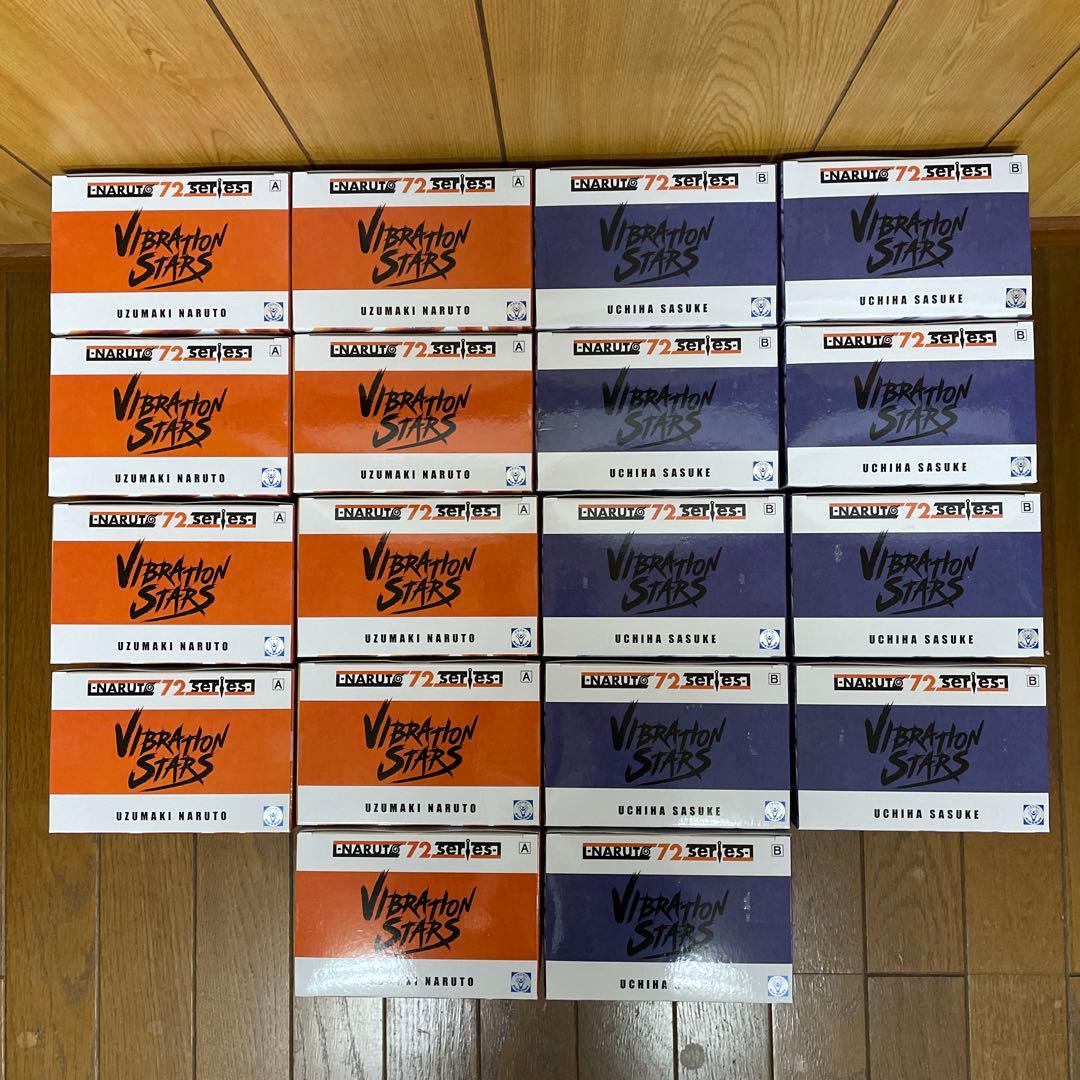 -NARUTO- 72 series- A
VIBRATION
STARS
UZUMAKI NARUTO
-NARUTO- 72 series- A
VIBRATION
STARS
UZUMAKI NARUTO
-NARUTO- 72 series- B
VIBRATION
STARS
UCHIHA SASUKE
-NARUTO- 72 series- B
VIBRATION
STARS
UCHIHA SASUKE
-NARUTO- 72 series- A
VIBRATION
STARS
UZUMAKI NARUTO
-NARUTO- 72 series- A
VIBRATION
STARS
UZUMAKI NARUTO
-NARUTO- 72 series- B
VIBRATION
STARS
UCHIHA SASUKE
-NARUTO- 72 series- B
VIBRATION
STARS
UCHIHA SASUKE
-NARUTO- 72 series- A
VIBRATION
STARS
UZUMAKI NARUTO
-NARUTO- 72 series- A
VIBRATION
STARS
UZUMAKI NARUTO
-NARUTO- 72 series- B
VIBRATION
STARS
UCHIHA SASUKE
-NARUTO- 72 series- B
VIBRATION
STARS
UCHIHA SASUKE
-NARUTO- 72 series- A
VIBRATION
STARS
UZUMAKI NARUTO
-NARUTO- 72 series- A
VIBRATION
STARS
UZUMAKI NARUTO
-NARUTO- 72 series- B
VIBRATION
STARS
UCHIHA SASUKE
-NARUTO- 72 series- B
VIBRATION
STARS
UCHIHA SASUKE
-NARUTO- 72 series- A
VIBRATION
STARS
NARUTO
-NARUTO- 72 series- B
VIBRATION
STARS
UCHIHA